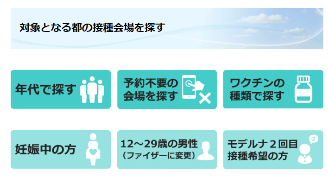 対象となる都の接種会場を探す
年代で探す
予約不要の
会場を探す
ワクチンの
種類で探す
妊娠中の方
12～29歳の男性
（ファイザーに変更）
モデルナ２回目
接種希望の方